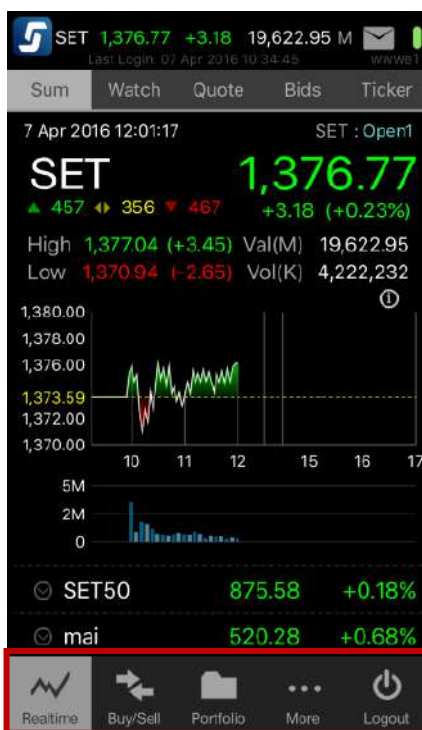 SET 1,376.77 +3.18 19,622.95 M
Last Login: 07 Apr 2016 10:34:45 wwwe1
Sum Watch Quote Bids Ticker
7 Apr 2016 12:01:17 SET : Open1
SET 1,376.77
457 356 467 +3.18 (+0.23%)
High 1,377.04 (+3.45) Val(M) 19,622.95
Low 1,370.94 (-2.65) Vol(K) 4,222,232
1,380.00
1,378.00
1,376.00
1,373.59
1,372.00
1,370.00
10 11 12 15 16 17
5M
2M
0
SET50 875.58 +0.18%
mai 520.28 +0.68%
Realtime Buy/Sell Portfolio More Logout